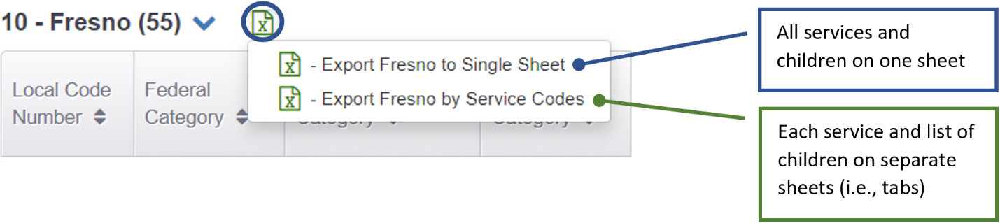 10 - Fresno (55)
- Export Fresno to Single Sheet
- Export Fresno by Service Codes
Local Code
Number
Federal
Category
Category
Category
All services and
children on one sheet
Each service and list of
children on separate
sheets (i.e., tabs)